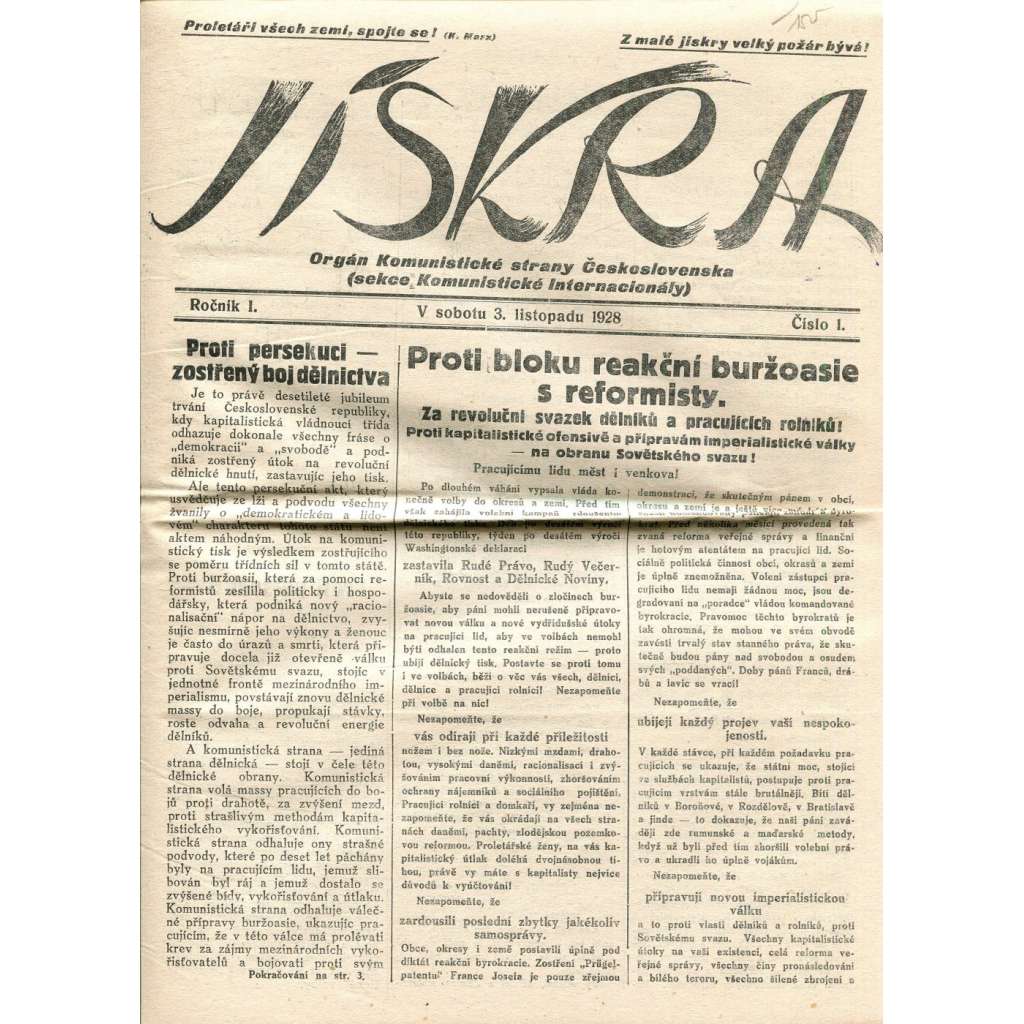 Proletáři všech zemí, spojte se! (K. Marx)
Z malé jiskry velký požár bývá!
JISKRA
Orgán Komunistické strany Československa
(sekce Komunistické Internacionály)
Ročník I.
V sobotu 3. listopadu 1928
Číslo 1.
Proti persekuci —
zostřený boj dělnictva
Je to právě desetileté jubileum
trvání Československé republiky,
kdy kapitalistická vládnoucí třída
odhazuje dokonale všechny fráse o
„demokracii" a „svobodě" a pod-
niká zostřený útok na revoluční
dělnické hnutí, zastavujíc jeho tisk.
Ale tento persekuční akt, který
usvědčuje ze lži a podvodu všechny
žvanily o „demokratickém a lido-
vém" charakteru tohoto státu není
aktem náhodným. Útok na komunis-
tický tisk je výsledkem zostřujícího
se poměru třídních sil v tomto státě.
Proti buržoasii, která za pomoci re-
formistů zesílila politicky i hospo-
dářsky, která podniká nový „racio-
nalisační" nápor na dělnictvo, zvy-
šujíc nesmírně jeho výkony a ženouc
je často do úrazů a smrti, která při-
pravuje docela již otevřeně válku
proti Sovětskému svazu, stojíc v
jednotné frontě mezinárodního im-
perialismu, povstávají znovu dělnické
massy do boje, propukají stávky,
roste odvaha a revoluční energie
dělníků.
A komunistická strana — jediná
strana dělnická — stojí v čele této
dělnické obrany. Komunistická
strana volá massy pracujících do bo-
jů proti drahotě, za zvýšení mezd,
proti strašlivým methodám kapita-
listického vykořisťování. Komuni-
stická strana odhaluje ony strašné
podvody, které po deset let páchány
byly na pracujícím lidu, jemuž slí-
bován byl ráj a jemuž dostalo se
zvýšené bídy, vykořisťování a útlaku.
Komunistická strana odhaluje váleč-
né přípravy buržoasie, ukazujíc pra-
cujícím, že v této válce má prolévati
krev za zájmy mezinárodních vyko-
řisťovatelů a bojovati proti svým
Pokračování na str. 3,
Proti bloku reakční buržoasie
s reformisty.
Za revoluční svazek dělníků a pracujících rolníků!
Proti kapitalistické ofensivě a přípravám imperialistické války
— na obranu Sovětského svazu!
Pracujícímu lidu měst i venkova!
Po dlouhém váhání vypsala vláda ko-
nečně volby do okresů a zemí. Před tím
však zahájila volební kampaň
této republiky, týden po desátém výročí
Washingtonské deklaraci
zastavila Rudé Právo, Rudý Večer-
ník, Rovnost a Dělnické Noviny.
Abyste se nedověděli o zločinech bur-
žoasie, aby páni mohli nerušeně připravo-
vat novou válku a nové vydřidušské útoky
na pracující lid, aby ve volbách nemohl
býti odhalen tento reakční režim — proto
ubíjí dělnický tisk. Postavte se proti tomu
i ve volbách, běží o věc vás všech, dělníci,
dělnice a pracující rolníci! Nezapomeňte
při volbě na nic!
Nezapomeňte, že
vás odírají při každé příležitosti
nožem i bez nože. Nízkými mzdami, draho-
tou, vysokými daněmi, racionalisací i zvý-
šováním pracovní výkonnosti, zhoršováním
ochrany nájemníků a sociálního pojištění.
Pracující rolníci a domkáři, vy zejména ne-
zapomeňte, že vás okrádají na všech stra-
nách daněmi, pachty, zlodějskou pozemko-
vou reformou. Proletářské ženy, na vás ka-
pitalistický útlak doléhá dvojnásobnou tí-
hou, právě vy máte s kapitalisty nejvíce
důvodů k vyúčtování!
Nezapomeňte, že
zardousili poslední zbytky jakékoliv
samosprávy.
Obce, okresy i země postavili úplně pod
diktát reakční byrokracie. Zostření „Prügel-
patentu" France Josefa je pouze zřejmou
demonstrací, že skutečným pánem v obci,
okresu a zemi je a ještě více
Před několika měsíci provedená tak
zvaná reforma veřejné správy a finanční
je hotovým atentátem na pracující lid. So-
ciálně politická činnost obcí, okrasů a zemí
je úplně znemožněna. Volení zástupci pra-
cujícího lidu nemají žádnou moc, jsou de-
gradovaní na „poradce" vládou komandované
byrokracie. Pravomoc těchto byrokratů je
tak ohromné, že mohou ve svém obvodě
zavésti trvalý stav stanného práva, že sku-
tečně budou pány nad svobodou a osudem
svých „poddaných". Doby pánů Franců, dráb-
ů a lavic se vrací!
Nezapomeňte, že
ubíjejí každý projev vaší nespoko-
jenosti.
V každé stávce, při každém požadavku pra-
cujících se ukazuje, že státní moc, stojíc
ve službách kapitalistů, postupuje proti pra-
cujícím vrstvám stále brutálněji. Bití děl-
níků v Boroňové, v Rozdělově, v Bratislavě
a jinde — to dokazuje, že naši páni zavá-
dějí zde rumunské a maďarské metody,
když už byli před tím zhoršili volební prá-
vo a ukradli ho úplně vojákům.
Nezapomeňte, že
připravují novou imperialistickou
válku
a to proti vlasti dělníků a rolníků, proti
Sovětskému svazu. Všechny kapitalistické
útoky na vaši existenci, celá reforma ve-
řejné správy, všechny činy pronásledování
a bílého teroru, všechno šílené zbrojení a